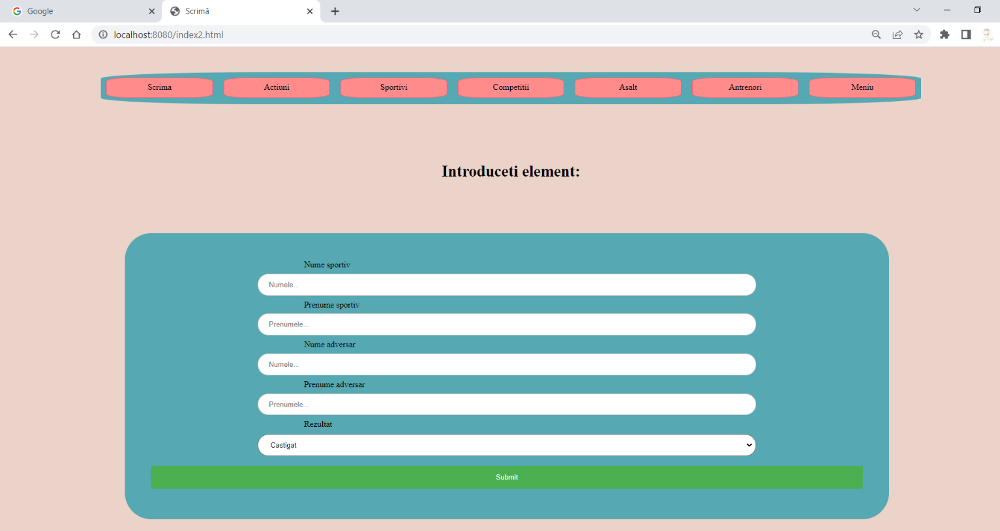 Google
Scrimă
localhost:8080/index2.html
Scrima Actiuni Sportivi Competitii Asalt Antrenori Meniu
Introduceti element:
Nume sportiv
Numele...
Prenume sportiv
Prenumele...
Nume adversar
Numele...
Prenume adversar
Prenumele...
Rezultat
Castigat
Submit